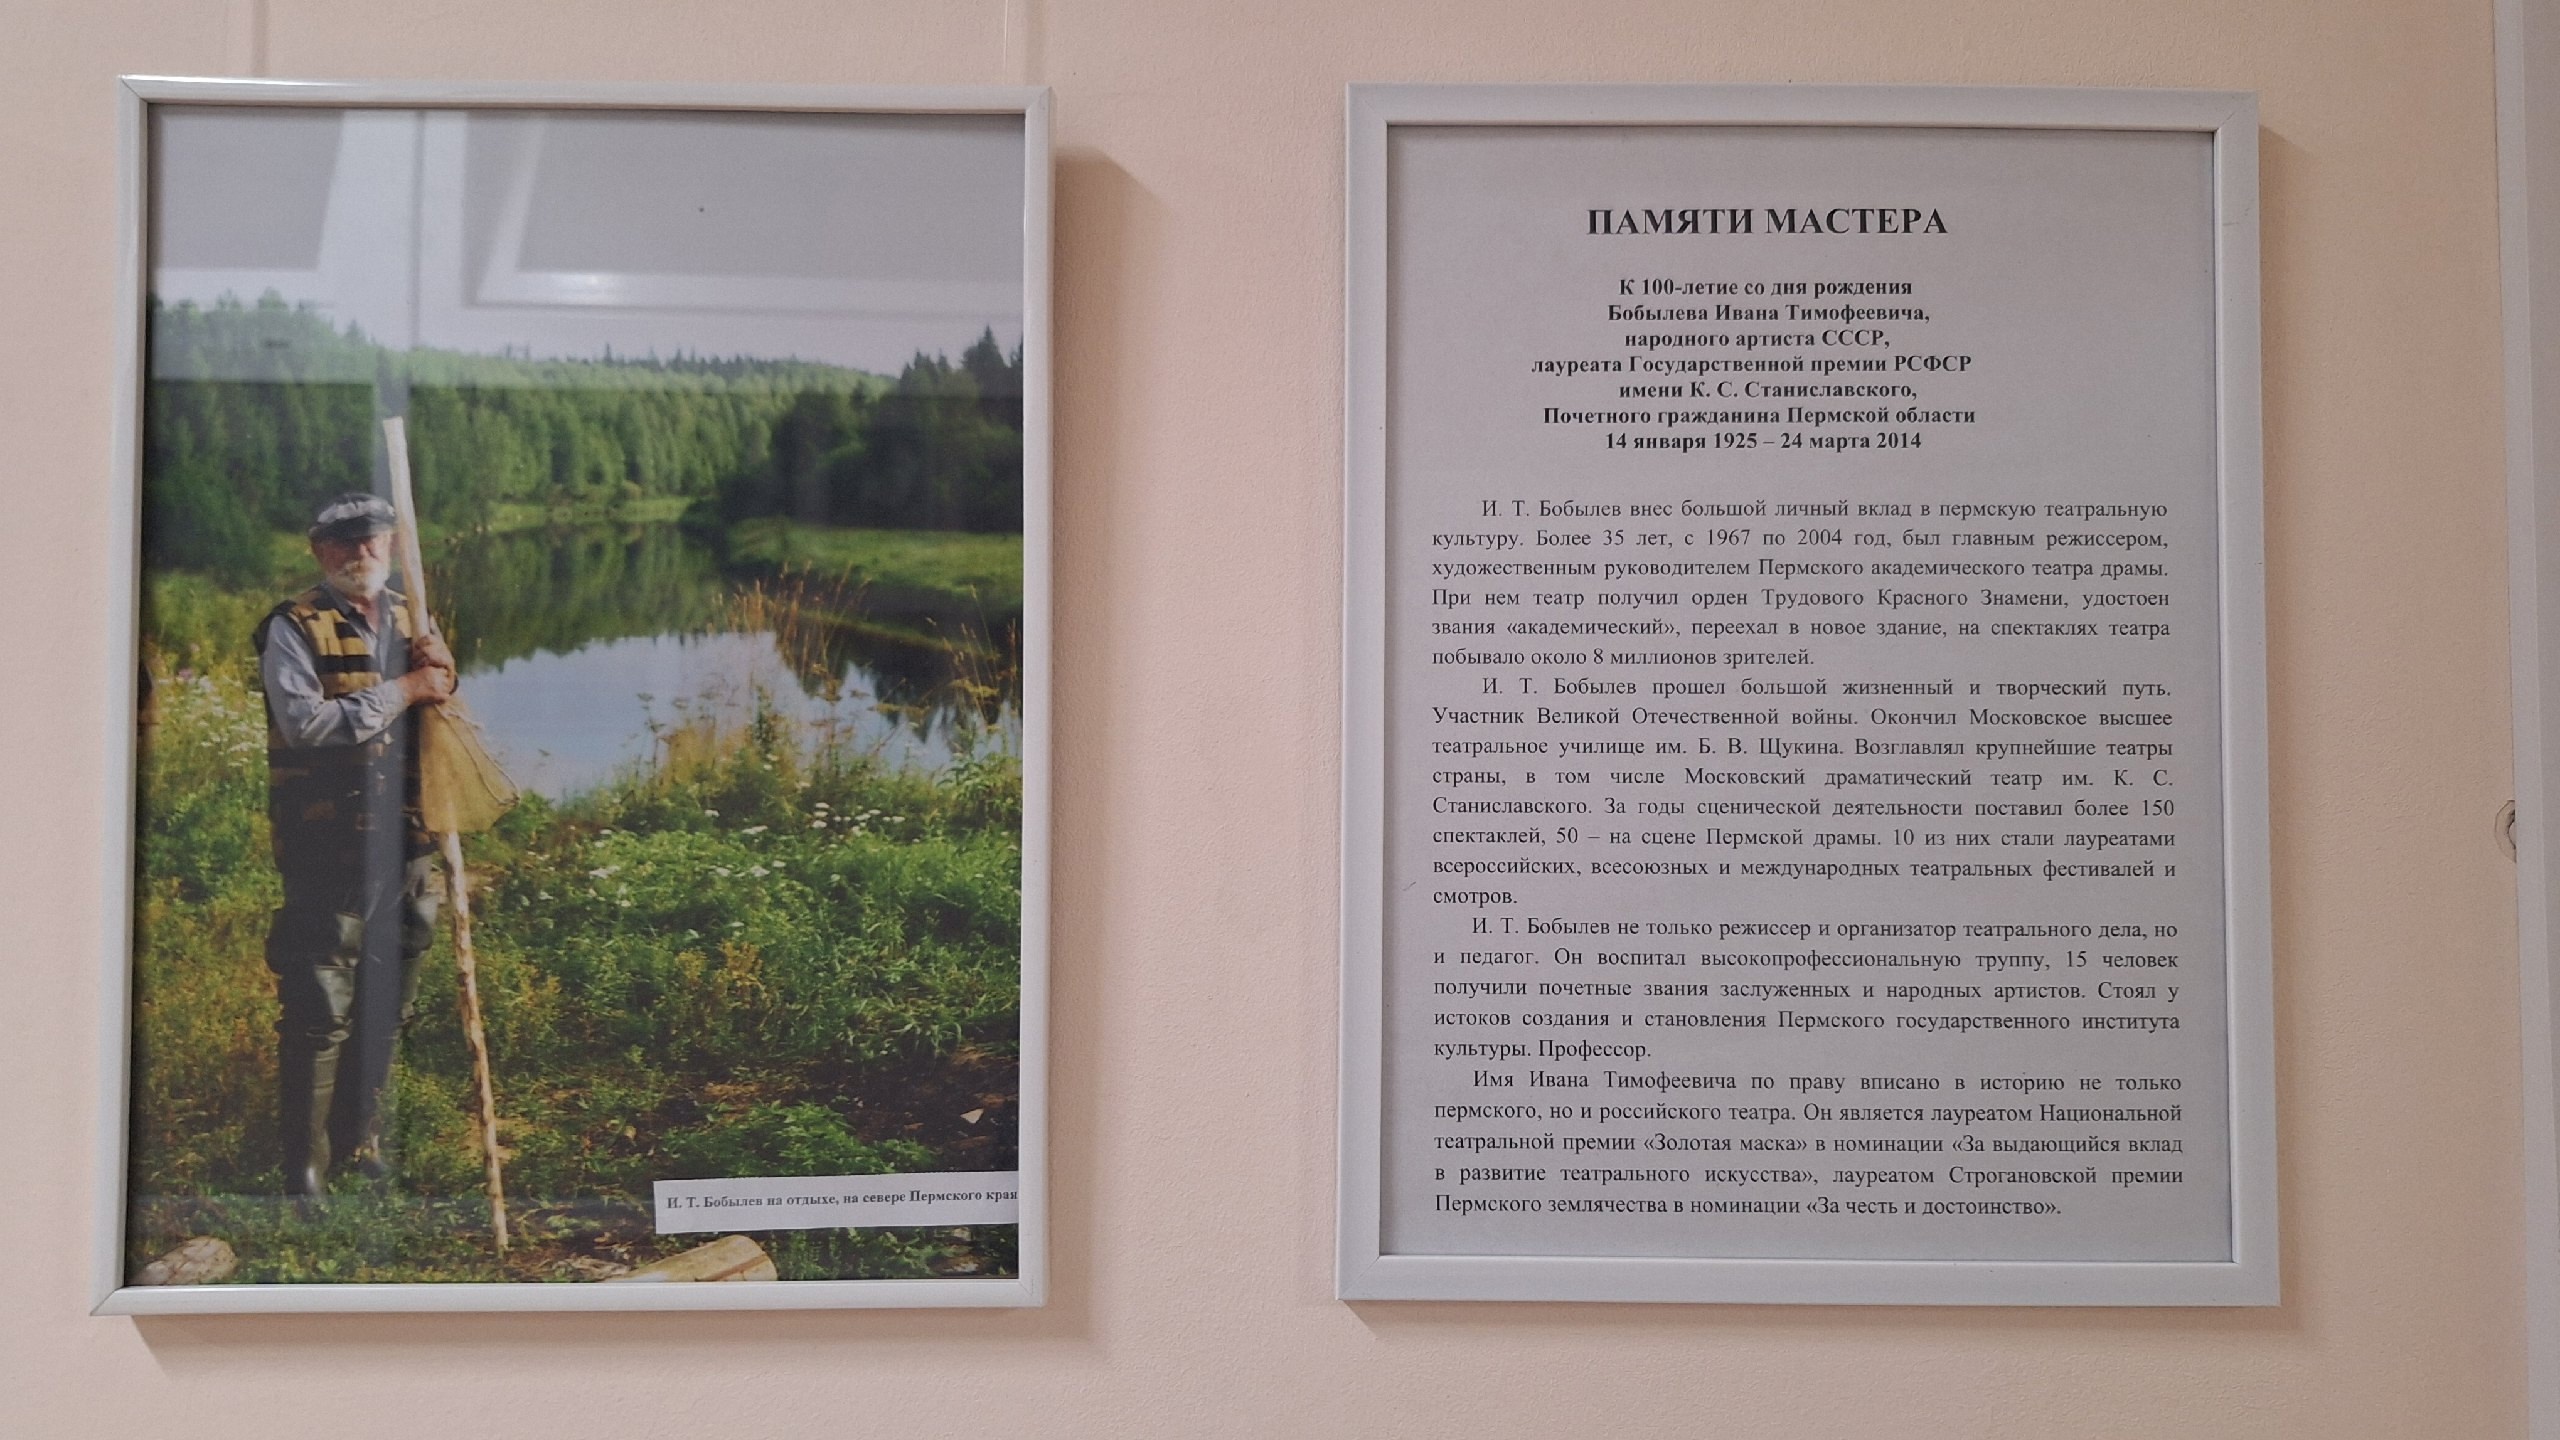 И. Т. Бобылев на отдыхе, на севере Пермского края
ПАМЯТИ МАСТЕРА
К 100-летие со дня рождения
Бобылева Ивана Тимофеевича,
народного артиста СССР,
лауреата Государственной премии РСФСР
имени К. С. Станиславского,
Почетного гражданина Пермской области
14 января 1925 – 24 марта 2014
И. Т. Бобылев внес большой личный вклад в пермскую театральную
культуру. Более 35 лет, с 1967 по 2004 год, был главным режиссером,
художественным руководителем Пермского академического театра драмы.
При нем театр получил орден Трудового Красного Знамени, удостоен
звания «академический», переехал в новое здание, на спектаклях театра
побывало около 8 миллионов зрителей.
И. Т. Бобылев прошел большой жизненный и творческий путь.
Участник Великой Отечественной войны. Окончил Московское высшее
театральное училище им. Б. В. Щукина. Возглавлял крупнейшие театры
страны, в том числе Московский драматический театр им. К. С.
Станиславского. За годы сценической деятельности поставил более 150
спектаклей, 50 – на сцене Пермской драмы. 10 из них стали лауреатами
всероссийских, всесоюзных и международных театральных фестивалей и
смотров.
И. Т. Бобылев не только режиссер и организатор театрального дела, но
и педагог. Он воспитал высокопрофессиональную труппу, 15 человек
получили почетные звания заслуженных и народных артистов. Стоял у
истоков создания и становления Пермского государственного института
культуры. Профессор.
Имя Ивана Тимофеевича по праву вписано в историю не только
пермского, но и российского театра. Он является лауреатом Национальной
театральной премии «Золотая маска» в номинации «За выдающийся вклад
в развитие театрального искусства», лауреатом Строгановской премии
Пермского землячества в номинации «За честь и достоинство».